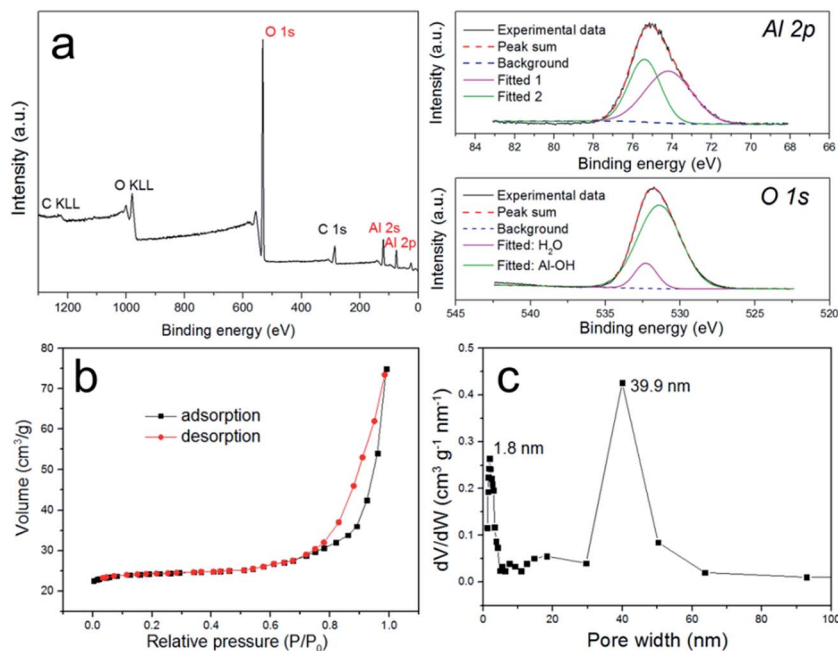 a
O 1s
C KLL
O KLL
C 1s
Al 2s
Al 2p
Intensity (a.u.)
1200 1000 800 600 400 200 0
Binding energy (eV)
Al 2p
Experimental data
Peak sum
Background
Fitted 1
Fitted 2
Intensity (a.u.)
84 82 80 78 76 74 72 70 68 66
Binding energy (eV)
O 1s
Experimental data
Peak sum
Background
Fitted: H₂O
Fitted: Al-OH
Intensity (a.u.)
545 540 535 530 525 520
Binding energy (eV)
b
adsorption
desorption
Volume (cm³/g)
80
70
60
50
40
30
20
0.0 0.2 0.4 0.6 0.8 1.0
Relative pressure (P/P₀)
c
39.9 nm
1.8 nm
dV/dW (cm³ g⁻¹ nm⁻¹)
0.5
0.4
0.3
0.2
0.1
0.0
0 20 40 60 80 100
Pore width (nm)